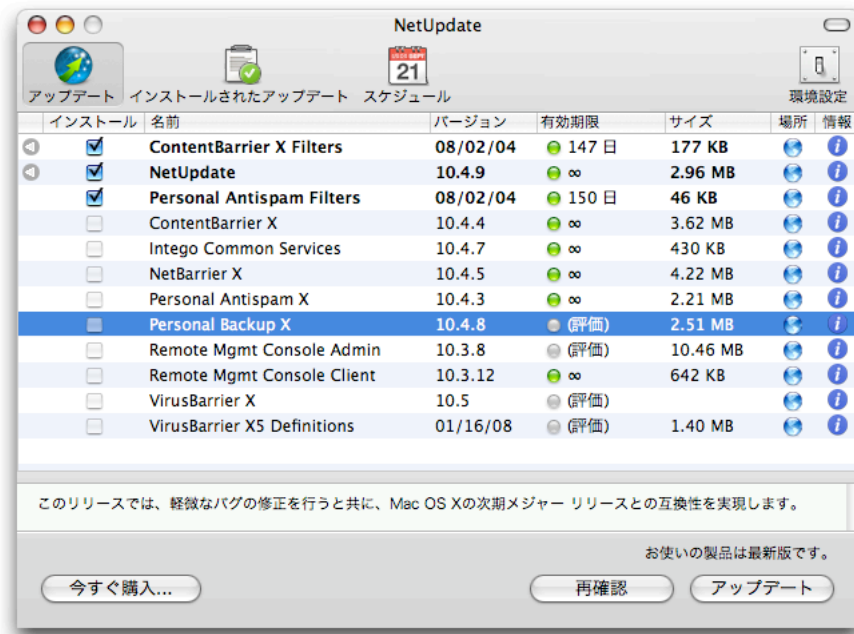 NetUpdate
アップデート インストールされたアップデート スケジュール 環境設定
21
インストール 名前 バージョン 有効期限 サイズ 場所 情報
ContentBarrier X Filters 08/02/04 147 日 177 KB
NetUpdate 10.4.9 ∞ 2.96 MB
Personal Antispam Filters 08/02/04 150 日 46 KB
ContentBarrier X 10.4.4 ∞ 3.62 MB
Intego Common Services 10.4.7 ∞ 430 KB
NetBarrier X 10.4.5 ∞ 4.22 MB
Personal Antispam X 10.4.3 ∞ 2.21 MB
Personal Backup X 10.4.8 (評価) 2.51 MB
Remote Mgmt Console Admin 10.3.8 (評価) 10.46 MB
Remote Mgmt Console Client 10.3.12 ∞ 642 KB
VirusBarrier X 10.5 (評価)
VirusBarrier X5 Definitions 01/16/08 (評価) 1.40 MB
このリリースでは、軽微なバグの修正を行うと共に、Mac OS Xの次期メジャー リリースとの互換性を実現します。
お使いの製品は最新版です。
今すぐ購入... 再確認 アップデート